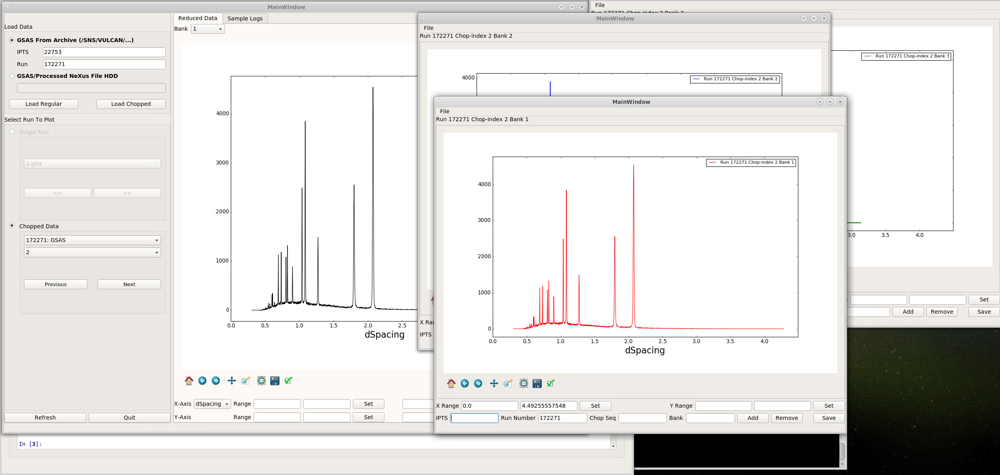 MainWindow
Load Data
GSAS From Archive (/SNS/VULCAN/...)
IPTS 22753
Run 172271
GSAS/Processed NeXus File HDD
Load Regular Load Chopped
Select Run To Plot
Single Run
2.gda
<< >>
Chopped Data
172271: GSAS
2
Previous Next
Refresh Quit
Reduced Data Sample Logs
Bank 1
4000
3000
2000
1000
0
0.0 0.5 1.0 1.5 2.0 2.5
dSpacing
X-Axis dSpacing Range Set
Y-Axis Range Set
In [3]:
MainWindow
File
Run 172271 Chop-index 2 Bank 2
4000
Run 172271 Chop-index 2 Bank 2
IPTS
File
Run 172271 Chop-index 2 Bank 3
Run 172271 Chop-index 2 Bank 3
3.0 3.5 4.0
Set
Add Remove Save
MainWindow
File
Run 172271 Chop-index 2 Bank 1
Run 172271 Chop-index 2 Bank 1
4000
3000
2000
1000
0
0.0 0.5 1.0 1.5 2.0 2.5 3.0 3.5 4.0
dSpacing
X Range 0.0 4.49255557548 Set Y Range Set
IPTS Run Number 172271 Chop Seq Bank Add Remove Save